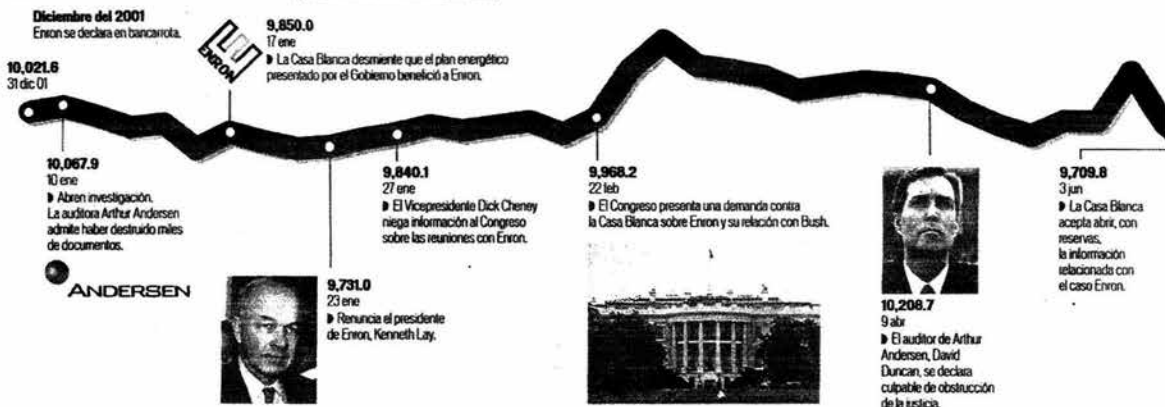 Diciembre del 2001
Enron se declara en bancarrota.
10,021.6
31 dic 01
10,067.9
10 ene
Abren investigación.
La auditora Arthur Andersen
admite haber destruido miles
de documentos.
ANDERSEN
ENRON
9,850.0
17 ene
La Casa Blanca desmiente que el plan energético
presentado por el Gobierno benefició a Enron.
9,731.0
23 ene
Renuncia el presidente
de Enron, Kenneth Lay.
9,840.1
27 ene
El Vicepresidente Dick Cheney
niega información al Congreso
sobre las reuniones con Enron.
9,968.2
22 feb
El Congreso presenta una demanda contra
la Casa Blanca sobre Enron y su relación con Bush.
10,208.7
9 abr
El auditor de Arthur
Andersen, David
Duncan, se declara
culpable de obstrucción
de la justicia.
9,709.8
3 jun
La Casa Blanca
acepta abrir, con
reservas,
la información
relacionada con
el caso Enron.